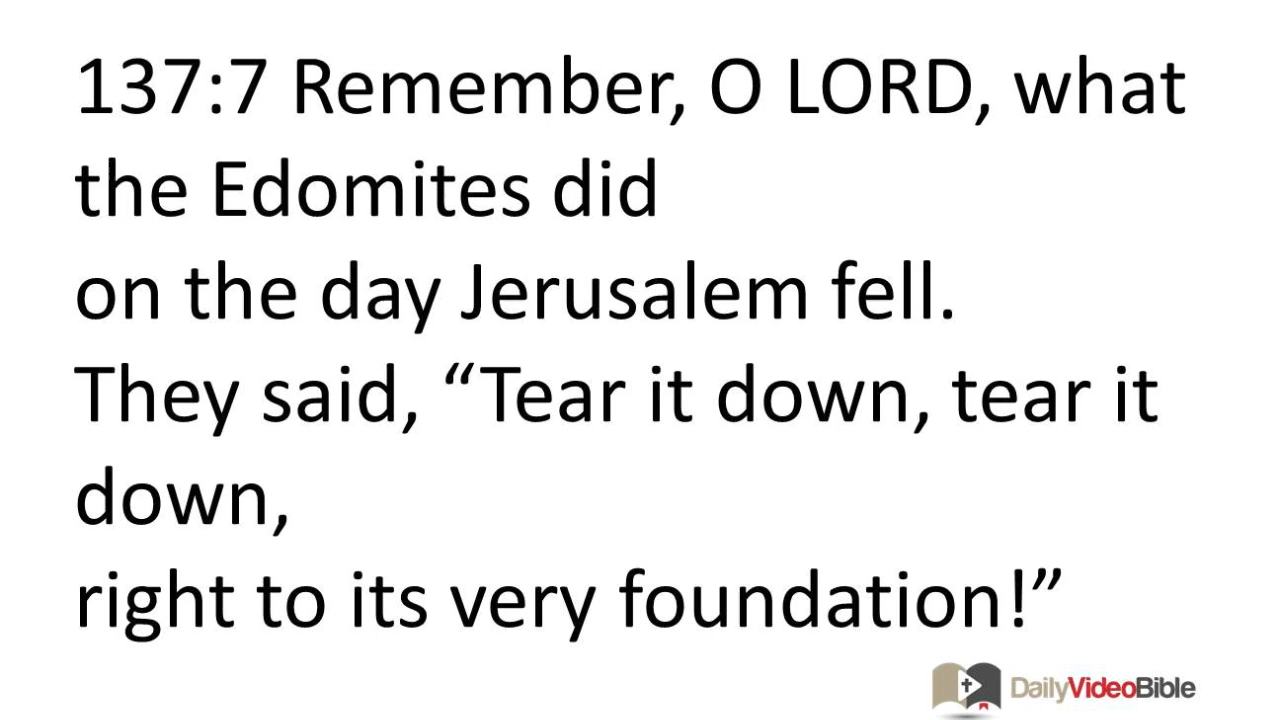 137:7 Remember, O LORD, what
the Edomites did
on the day Jerusalem fell.
They said, “Tear it down, tear it
down,
right to its very foundation!”
DailyVideoBible